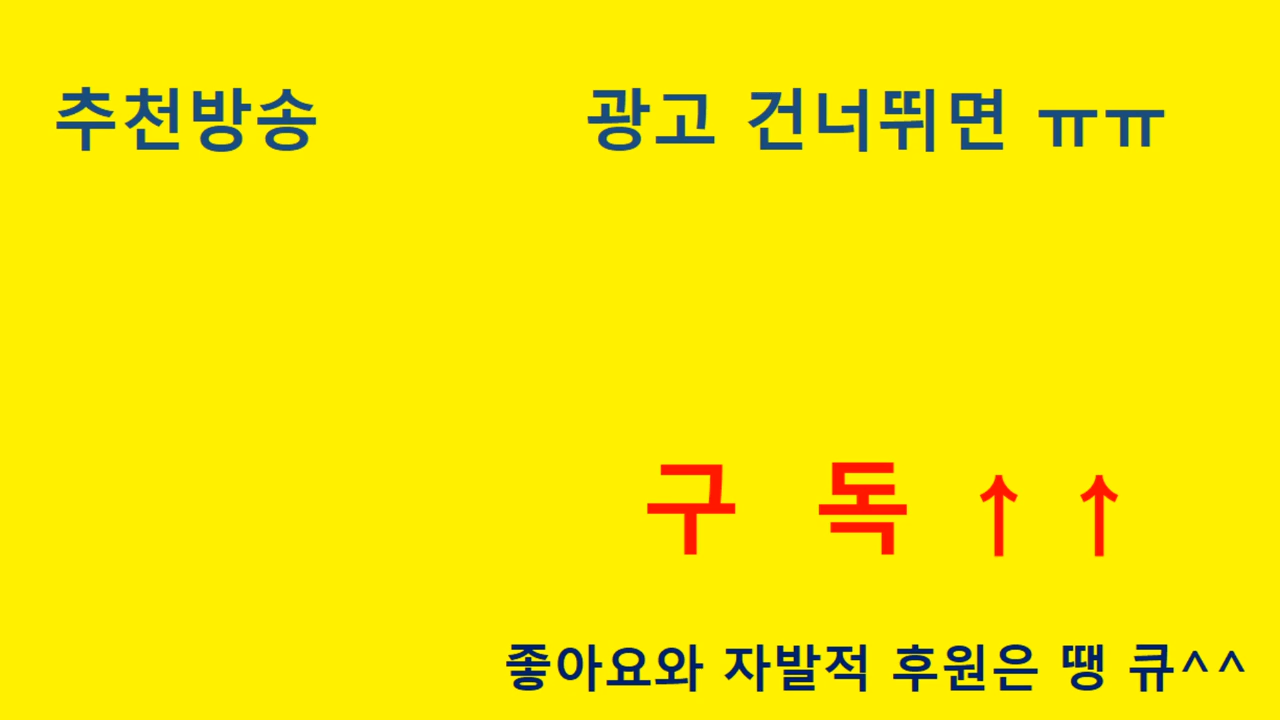 추천방송 광고 건너뛰면 ㅠㅠ
구 독 ↑ ↑
좋아요와 자발적 후원은 땡 큐^^